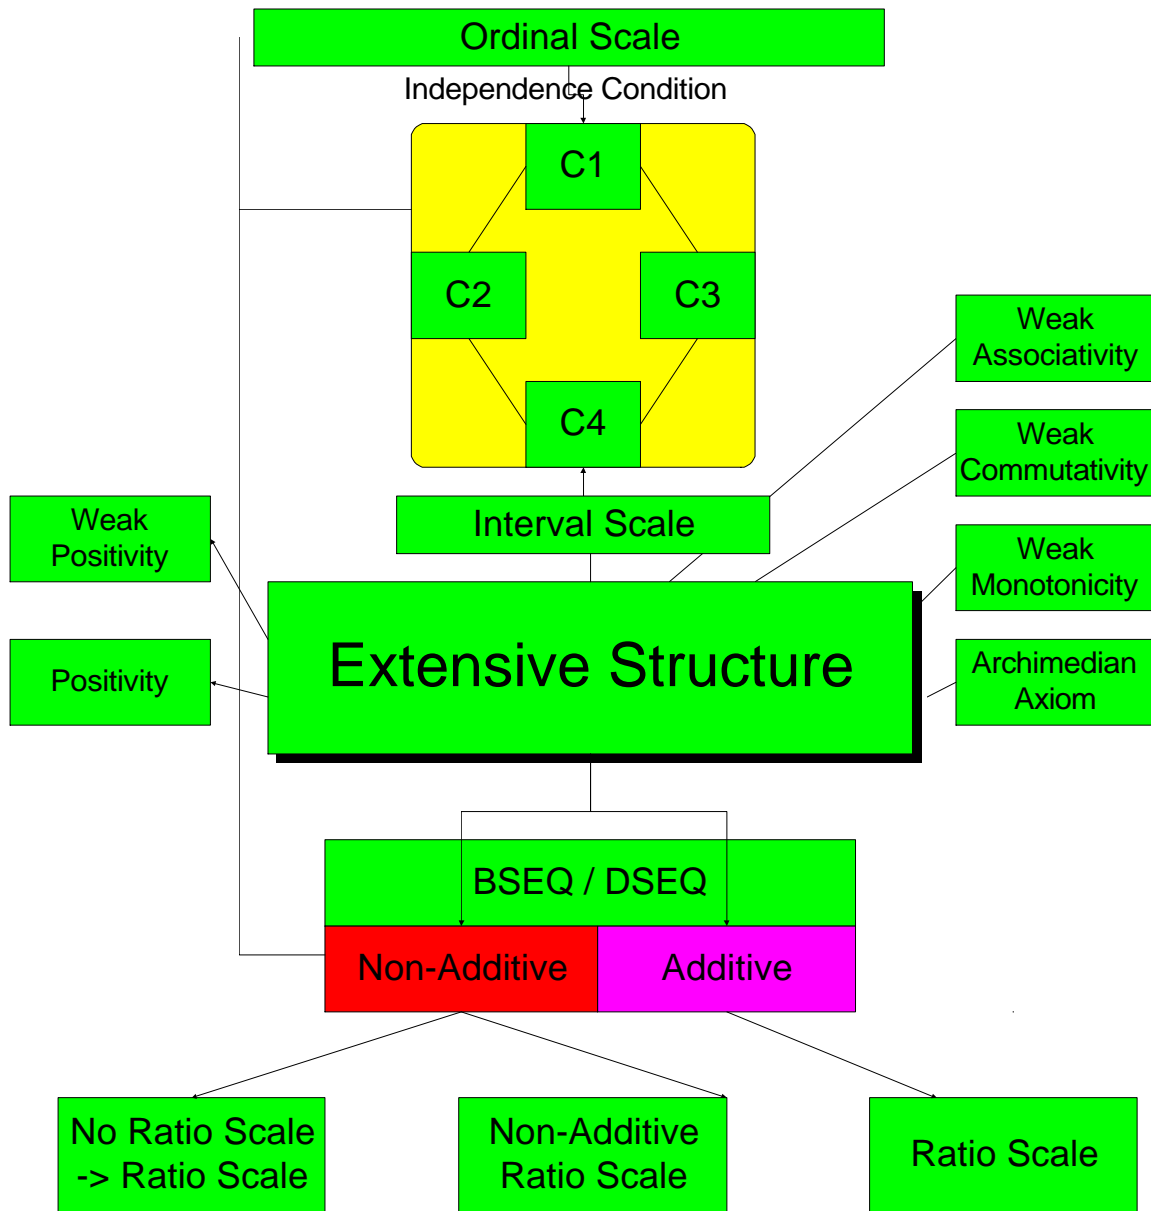 Ordinal Scale
Independence Condition
C1
C2
C3
C4
Weak
Associativity
Weak
Commutativity
Interval Scale
Weak
Positivity
Weak
Monotonicity
Extensive Structure
Positivity
Archimedian
Axiom
BSEQ / DSEQ
Non-Additive
Additive
No Ratio Scale
-> Ratio Scale
Non-Additive
Ratio Scale
Ratio Scale